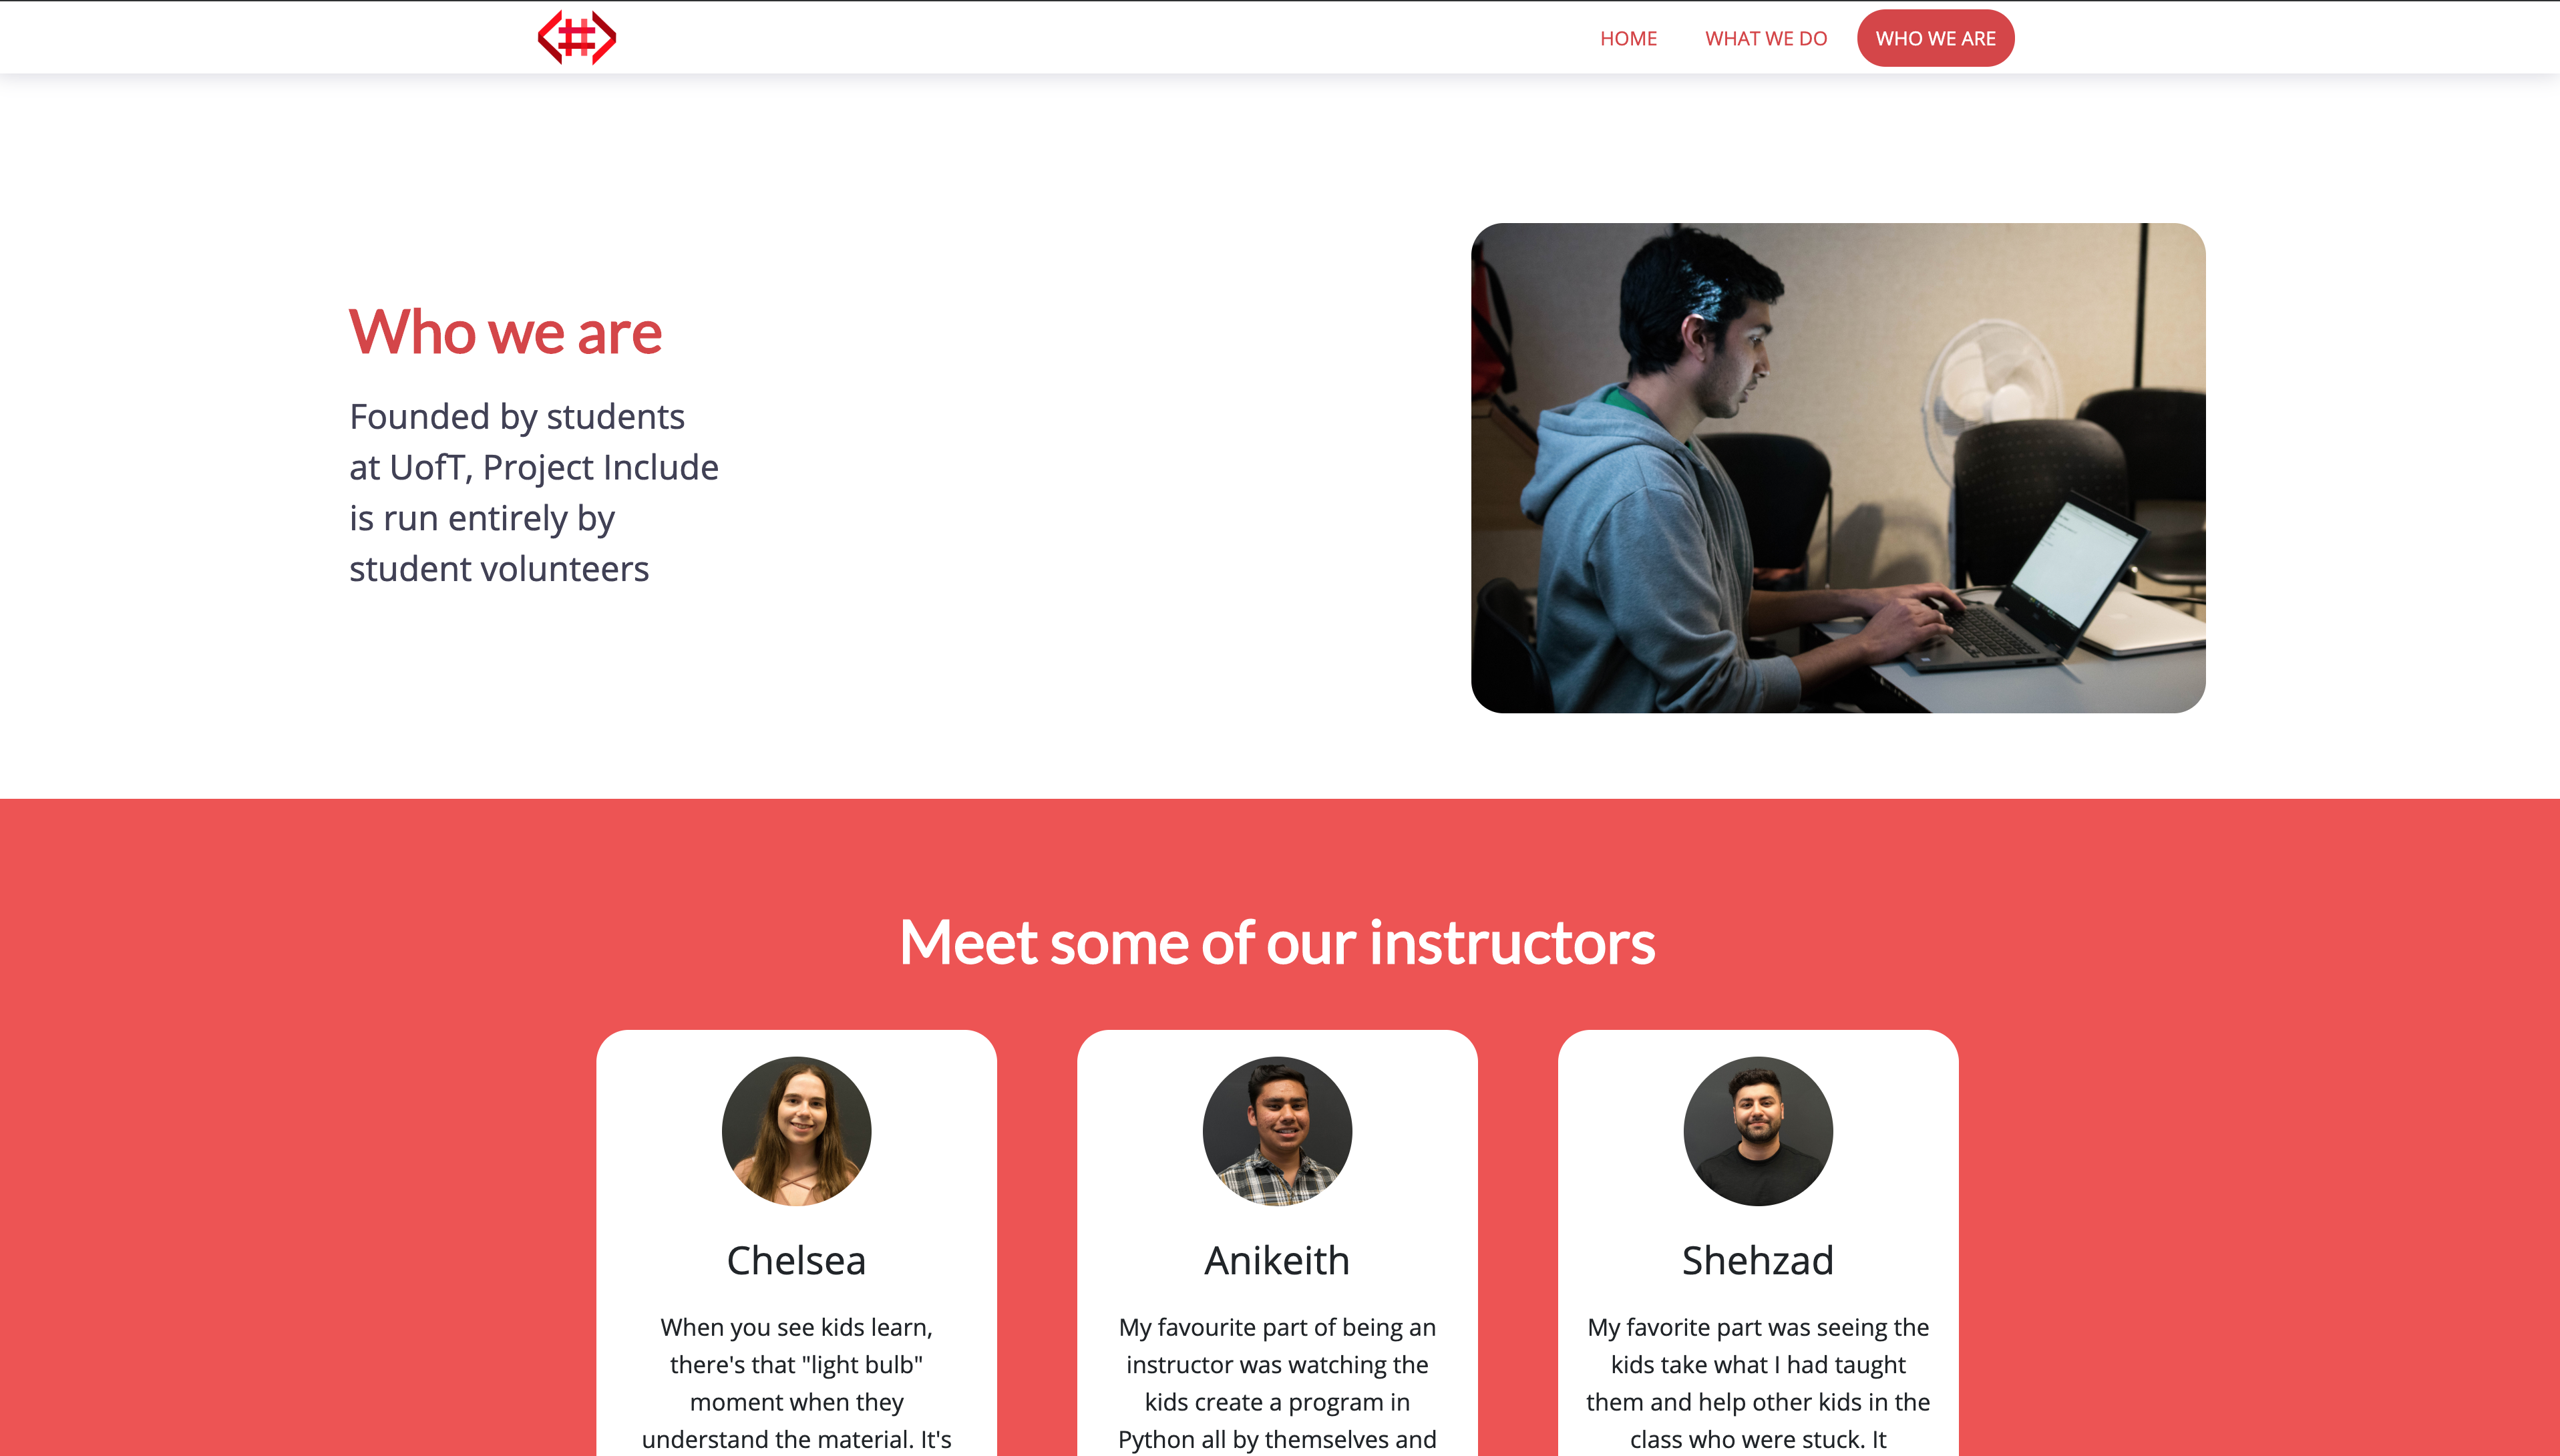 HOME WHAT WE DO WHO WE ARE
Who we are
Founded by students
at UofT, Project Include
is run entirely by
student volunteers
Meet some of our instructors
Chelsea
When you see kids learn,
there's that "light bulb"
moment when they
understand the material. It's
Anikeith
My favourite part of being an
instructor was watching the
kids create a program in
Python all by themselves and
Shehzad
My favorite part was seeing the
kids take what I had taught
them and help other kids in the
class who were stuck. It